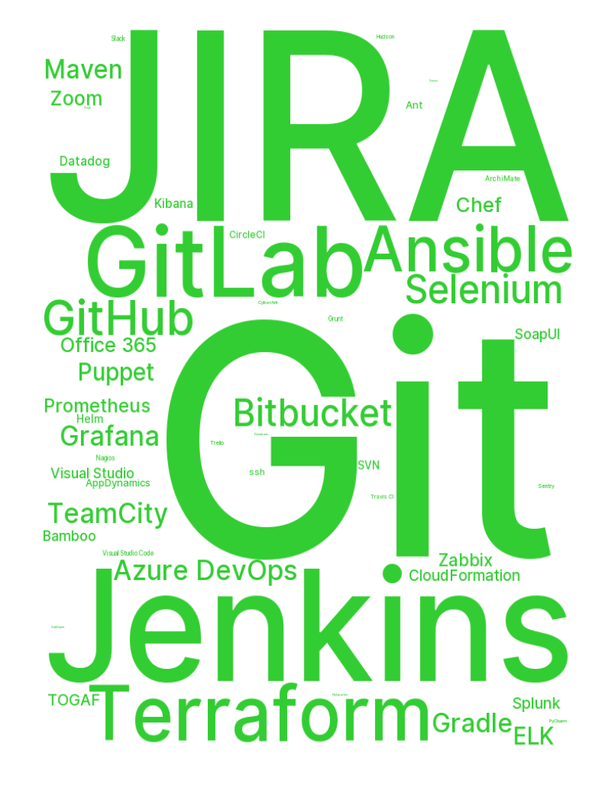 JIRA
Slack
Hudson
Maven
Zoom
Ant
Datadog
ArchiMate
Kibana
Chef
GitLab
CircleCI
Ansible
Selenium
GitHub
Grunt
Git
SoapUI
Office 365
Puppet
Prometheus
Bitbucket
Helm
Grafana
Trello
Nagios
SVN
Visual Studio
ssh
AppDynamics
Sentry
Travis CI
TeamCity
Bamboo
Visual Studio Code
Zabbix
Azure DevOps
CloudFormation
Jenkins
TOGAF
Terraform
Splunk
Gradle
PyCharm
ELK